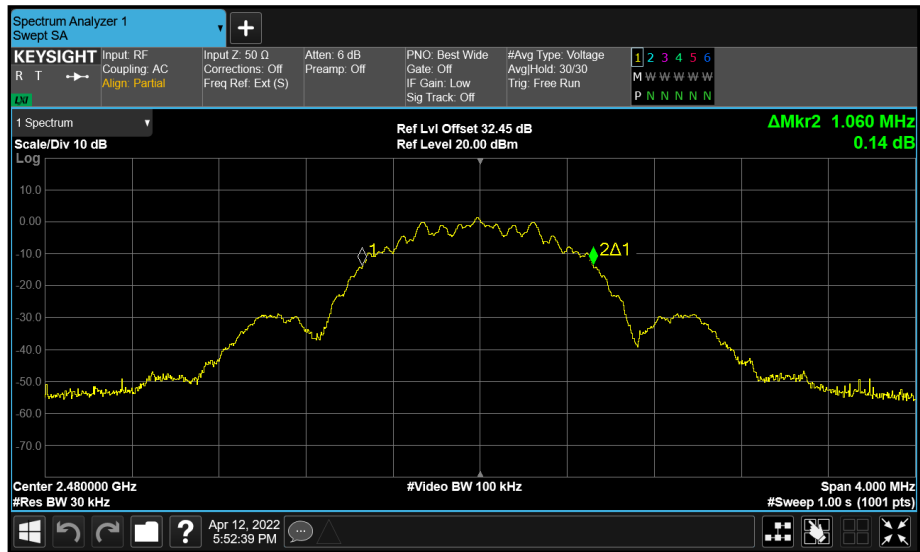 Spectrum Analyzer 1
Swept SA
KEYSIGHT
R T
LXI
Input: RF
Coupling: AC
Align: Partial
Input Z: 50 Ω
Corrections: Off
Freq Ref: Ext (S)
Atten: 6 dB
Preamp: Off
PNO: Best Wide
Gate: Off
IF Gain: Low
Sig Track: Off
#Avg Type: Voltage
Avg|Hold: 30/30
Trig: Free Run
1 2 3 4 5 6
M W W W W W
P N N N N N
1 Spectrum
Scale/Div 10 dB
Ref Lvl Offset 32.45 dB
Ref Level 20.00 dBm
ΔMkr2 1.060 MHz
0.14 dB
Log
10.0
0.00
-10.0
-20.0
-30.0
-40.0
-50.0
-60.0
-70.0
1
2Δ1
Center 2.480000 GHz
#Res BW 30 kHz
#Video BW 100 kHz
Span 4.000 MHz
#Sweep 1.00 s (1001 pts)
?
Apr 12, 2022
5:52:39 PM